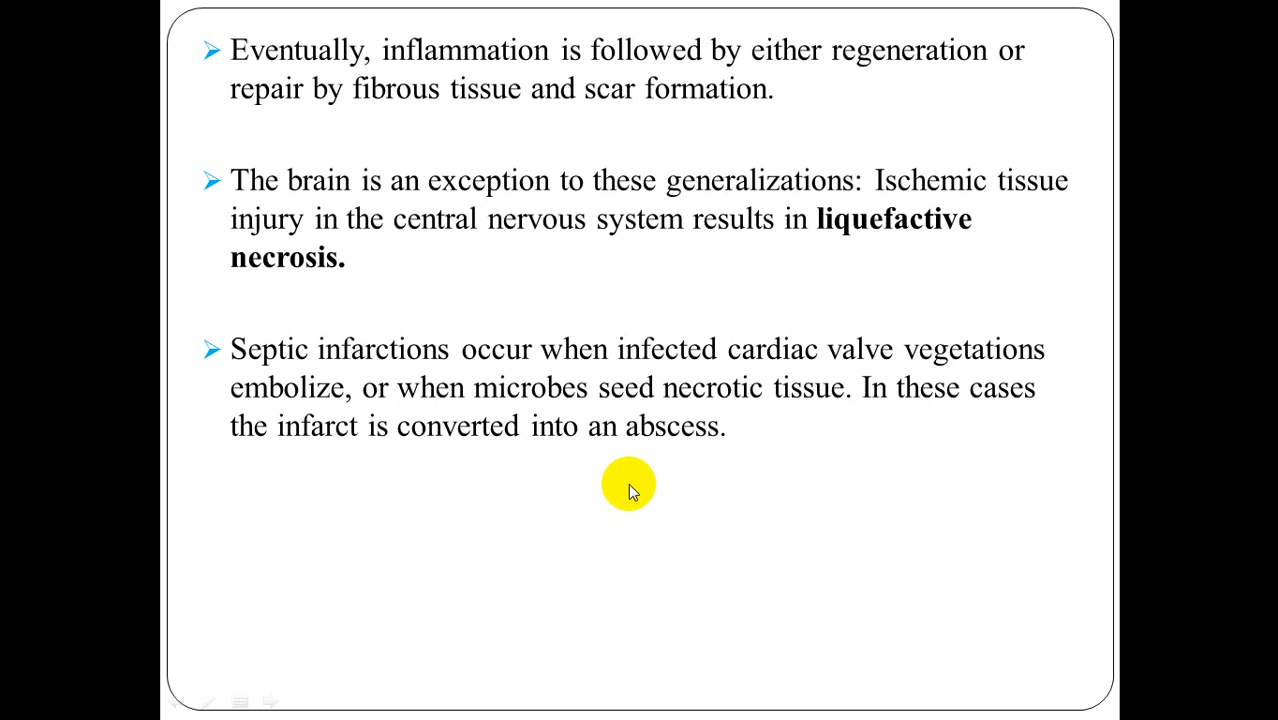 Eventually, inflammation is followed by either regeneration or
repair by fibrous tissue and scar formation.
The brain is an exception to these generalizations: Ischemic tissue
injury in the central nervous system results in liquefactive
necrosis.
Septic infarctions occur when infected cardiac valve vegetations
embolize, or when microbes seed necrotic tissue. In these cases
the infarct is converted into an abscess.